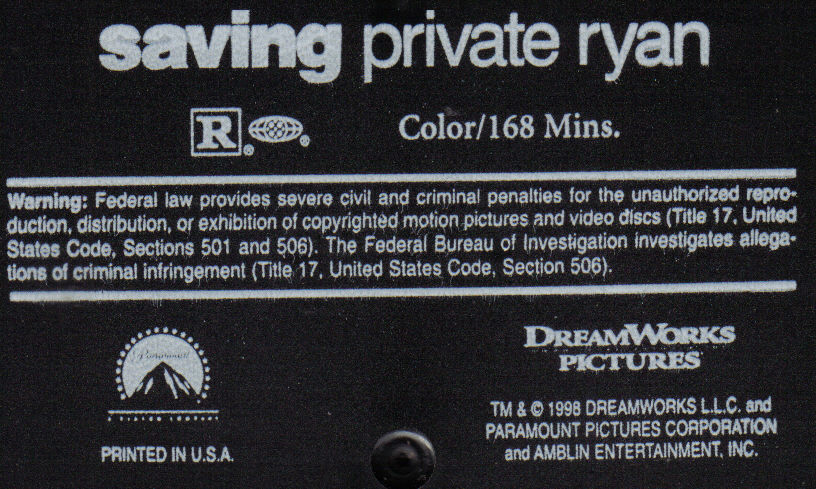 saving private ryan
R ® ®
Color/168 Mins.
Warning: Federal law provides severe civil and criminal penalties for the unauthorized repro-
duction, distribution, or exhibition of copyrighted motion pictures and video discs (Title 17, United
States Code, Sections 501 and 506). The Federal Bureau of Investigation investigates allega-
tions of criminal infringement (Title 17, United States Code, Section 506).
Paramount
PRINTED IN U.S.A.
DREAMWORKS
PICTURES
TM & © 1998 DREAMWORKS L.L.C. and
PARAMOUNT PICTURES CORPORATION
and AMBLIN ENTERTAINMENT, INC.